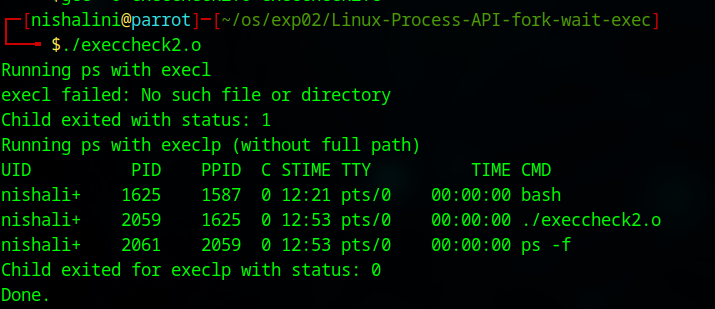 ┌─[nishalini@parrot]─[~/os/exp02/Linux-Process-API-fork-wait-exec]
└──╼ $./execcheck2.o
Running ps with execl
execl failed: No such file or directory
Child exited with status: 1
Running ps with execlp (without full path)
UID          PID    PPID  C STIME TTY          TIME CMD
nishali+    1625    1587  0 12:21 pts/0    00:00:00 bash
nishali+    2059    1625  0 12:53 pts/0    00:00:00 ./execcheck2.o
nishali+    2061    2059  0 12:53 pts/0    00:00:00 ps -f
Child exited for execlp with status: 0
Done.